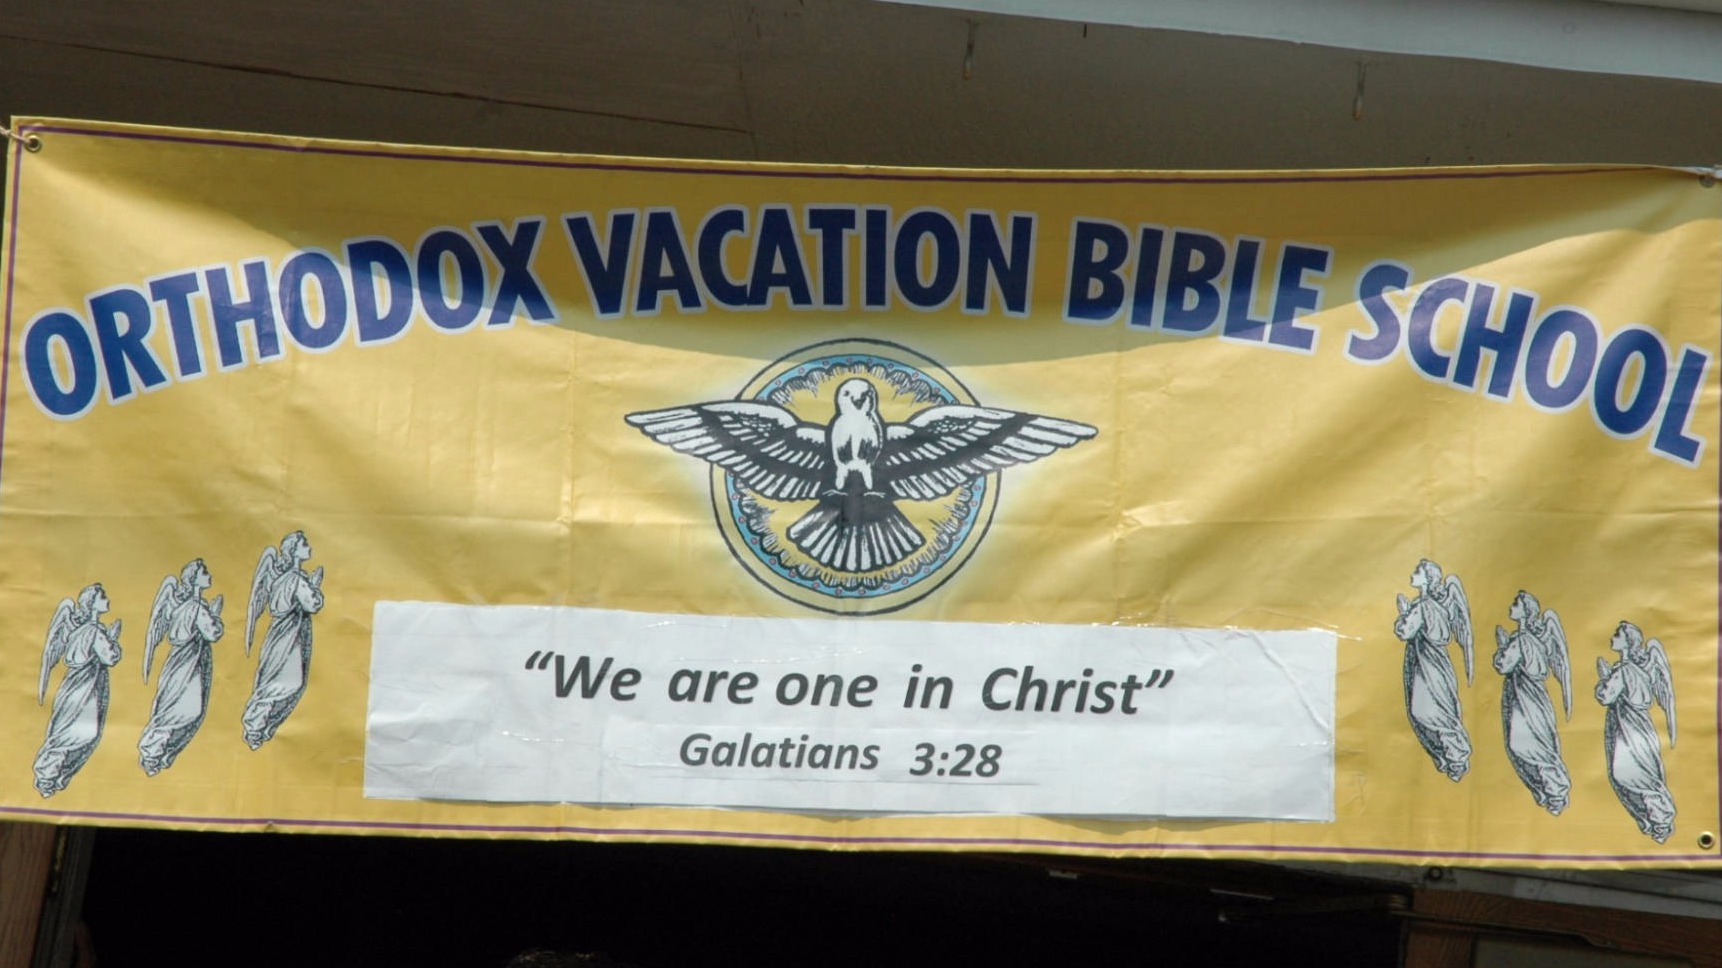 ORTHODOX VACATION BIBLE SCHOOL
“We are one in Christ”
Galatians 3:28